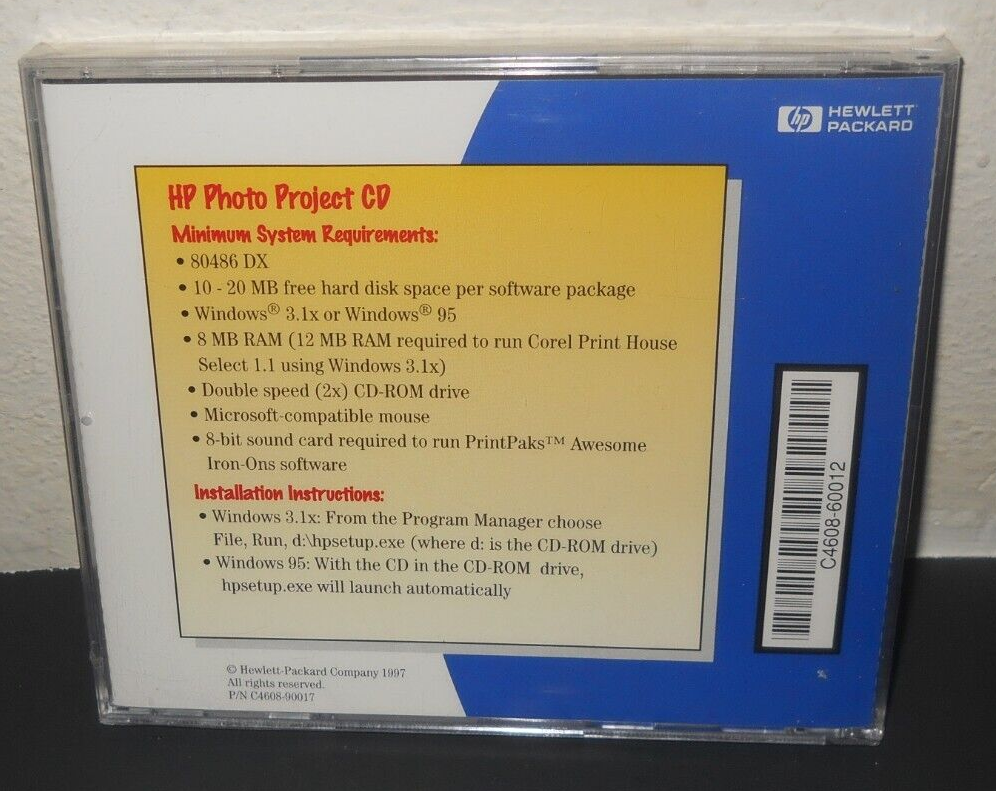 hp HEWLETT
PACKARD
HP Photo Project CD
Minimum System Requirements:
• 80486 DX
• 10 - 20 MB free hard disk space per software package
• Windows® 3.1x or Windows® 95
• 8 MB RAM (12 MB RAM required to run Corel Print House
Select 1.1 using Windows 3.1x)
• Double speed (2x) CD-ROM drive
• Microsoft-compatible mouse
• 8-bit sound card required to run PrintPaks™ Awesome
Iron-Ons software
Installation Instructions:
• Windows 3.1x: From the Program Manager choose
File, Run, d:\hpsetup.exe (where d: is the CD-ROM drive)
• Windows 95: With the CD in the CD-ROM drive,
hpsetup.exe will launch automatically
C4608-60012
© Hewlett-Packard Company 1997
All rights reserved.
P/N C4608-90017